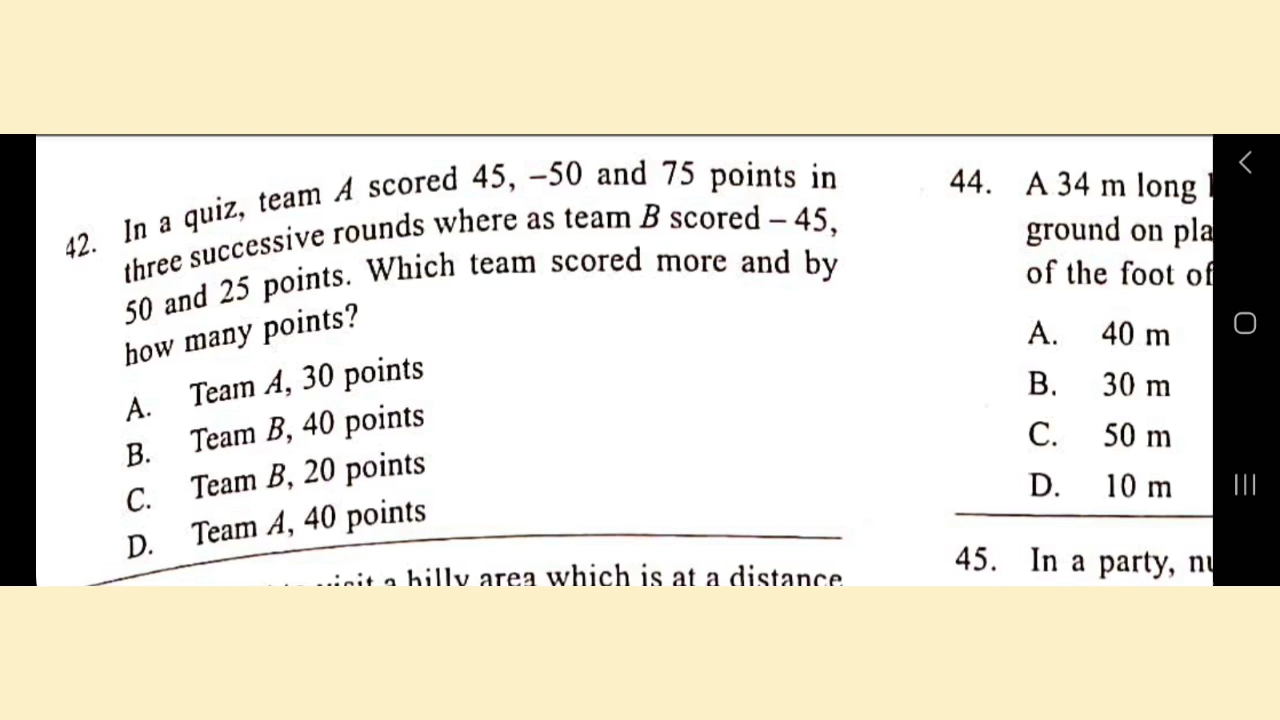 42. In a quiz, team A scored 45, –50 and 75 points in
three successive rounds where as team B scored – 45,
50 and 25 points. Which team scored more and by
how many points?
A. Team A, 30 points
B. Team B, 40 points
C. Team B, 20 points
D. Team A, 40 points
a hilly area which is at a distance
44. A 34 m long
ground on pla
of the foot of
A. 40 m
B. 30 m
C. 50 m
D. 10 m
45. In a party, nu